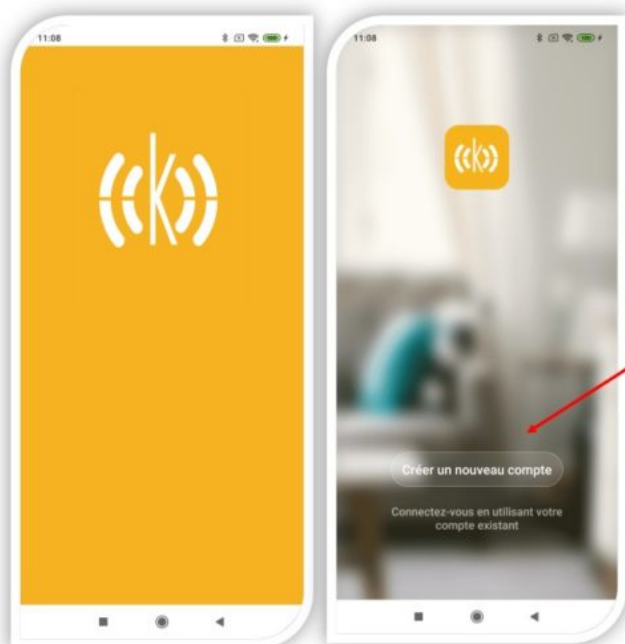 11:08
k
11:08
k
Créer un nouveau compte
Connectez-vous en utilisant votre
compte existant